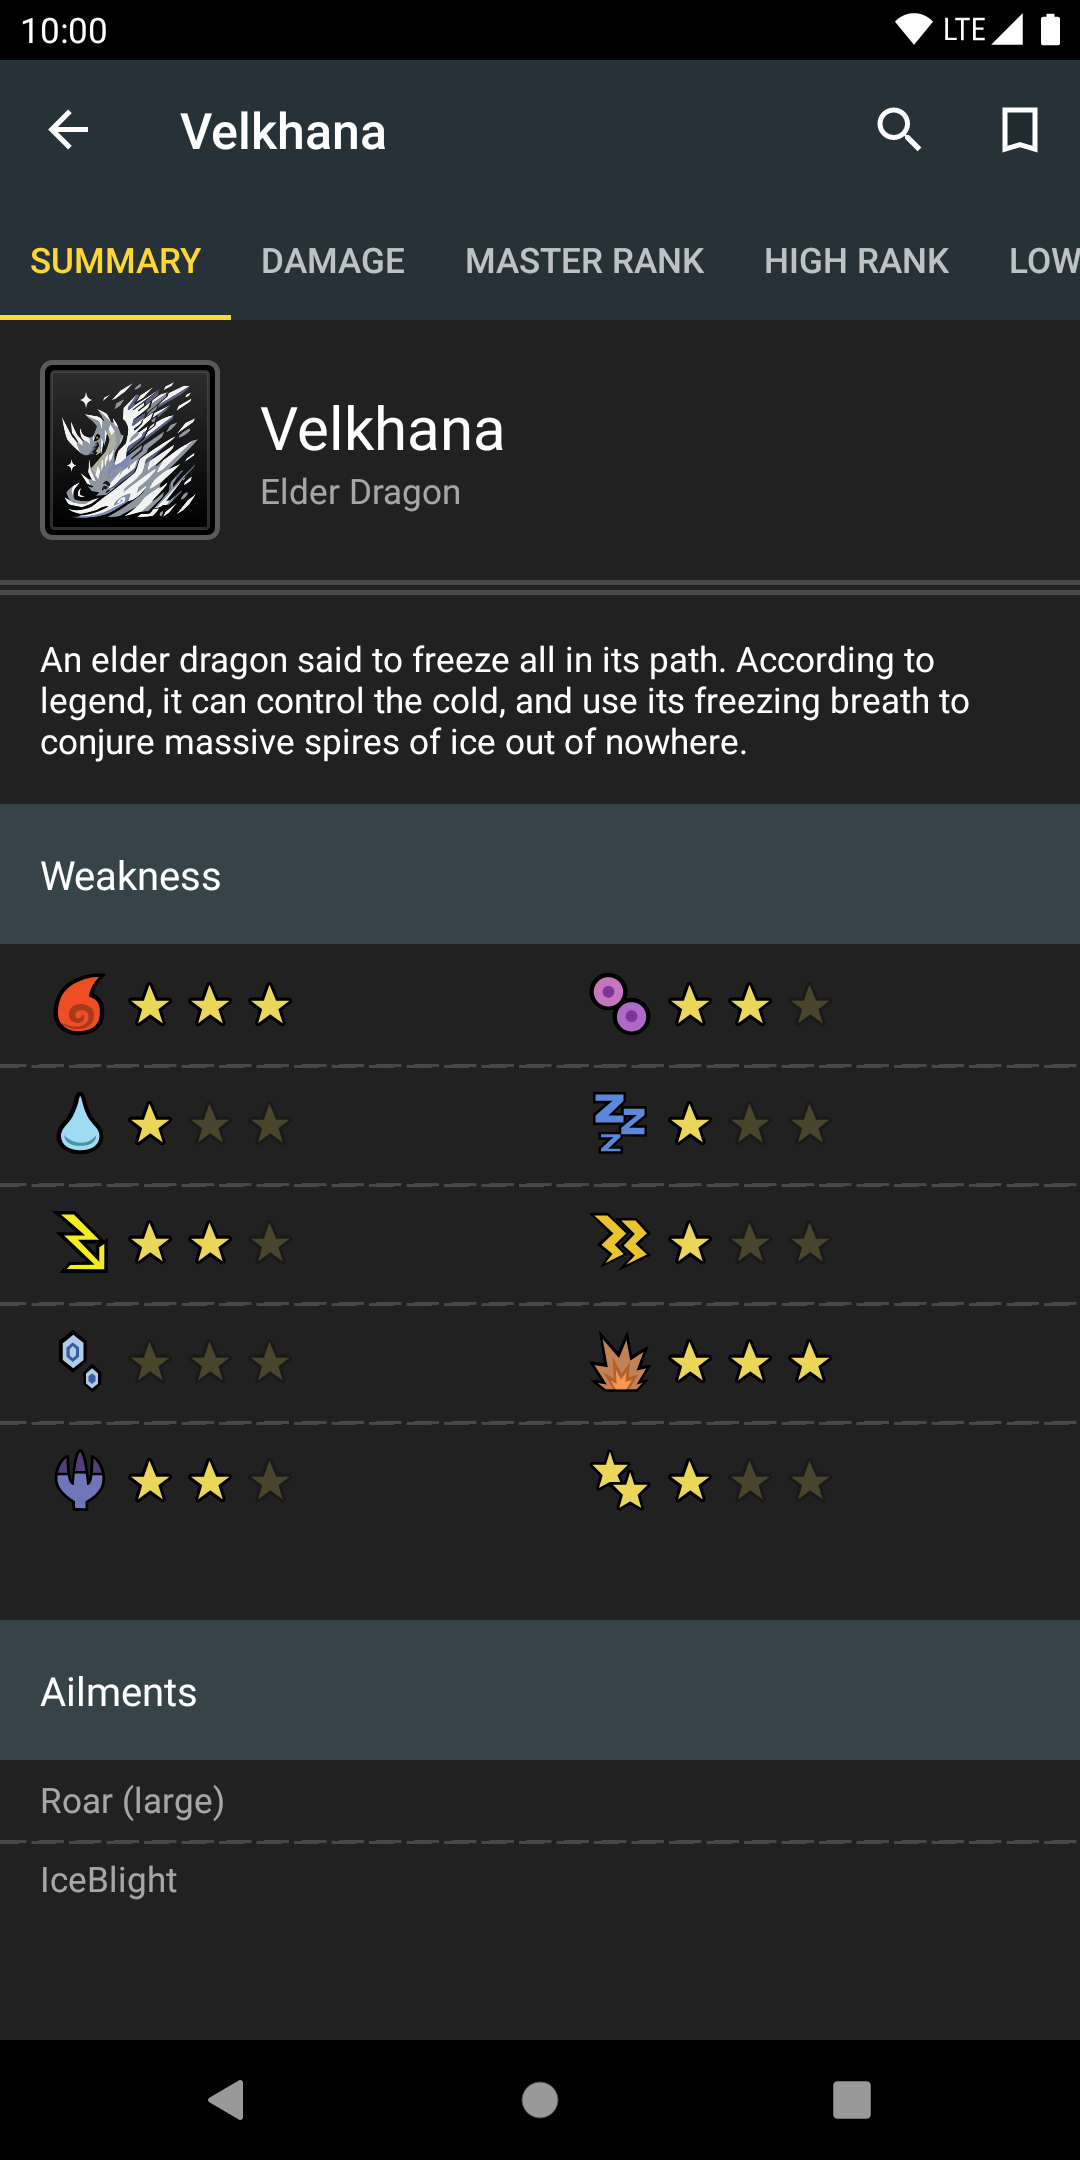 10:00
LTE
Velkhana
SUMMARY DAMAGE MASTER RANK HIGH RANK LOW
Velkhana
Elder Dragon
An elder dragon said to freeze all in its path. According to
legend, it can control the cold, and use its freezing breath to
conjure massive spires of ice out of nowhere.
Weakness
Ailments
Roar (large)
IceBlight